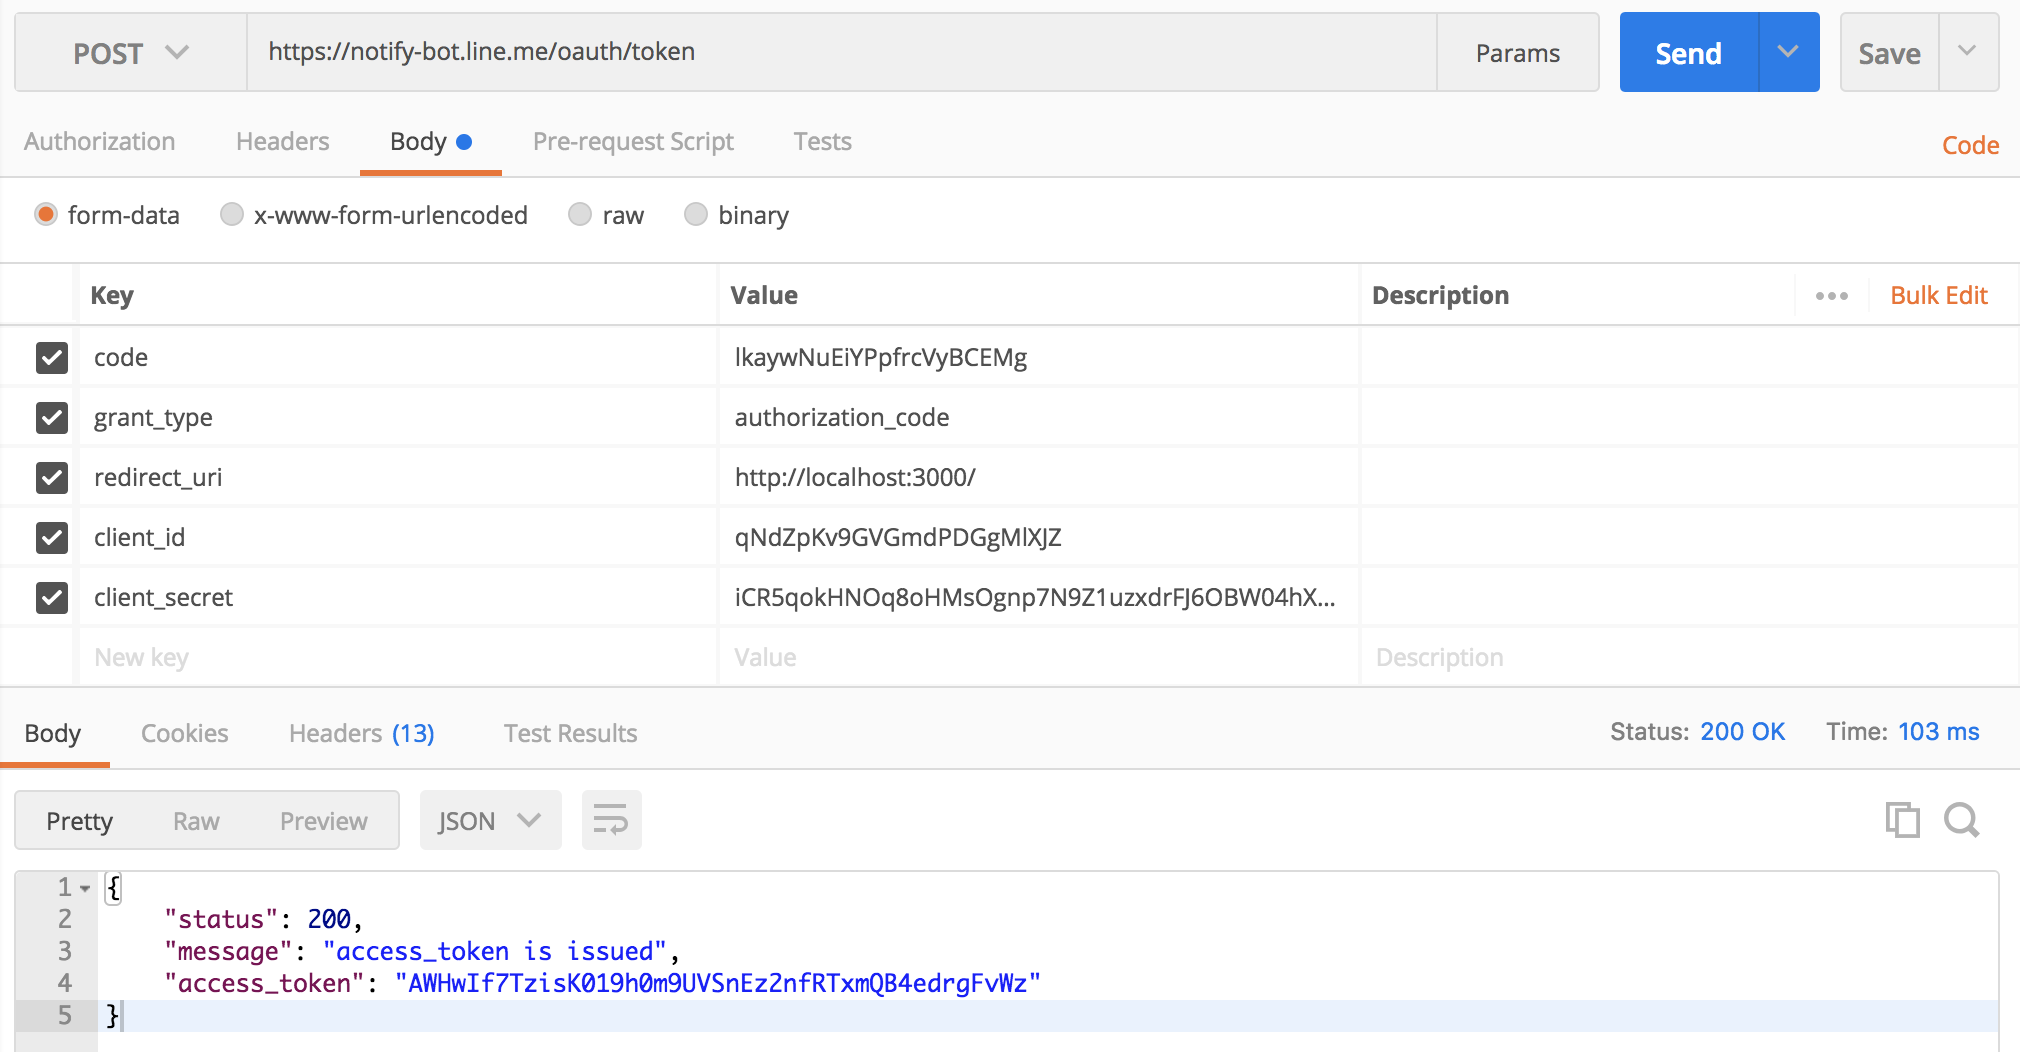 POST https://notify-bot.line.me/oauth/token Params Send Save
Authorization Headers Body Pre-request Script Tests Code
form-data x-www-form-urlencoded raw binary
Key Value Description ••• Bulk Edit
code lkaywNuEiYPpfrcVyBCEMg
grant_type authorization_code
redirect_uri http://localhost:3000/
client_id qNdZpKv9GVGmdPDGgMlXJZ
client_secret iCR5qokHNOq8oHMsOgnp7N9Z1uzxdrFJ6OBW04hX...
New key Value Description
Body Cookies Headers (13) Test Results Status: 200 OK Time: 103 ms
Pretty Raw Preview JSON
1 {
2 "status": 200,
3 "message": "access_token is issued",
4 "access_token": "AWHwIf7TzisK019h0m9UVSnEz2nfRTxmQB4edrgFvWz"
5 }